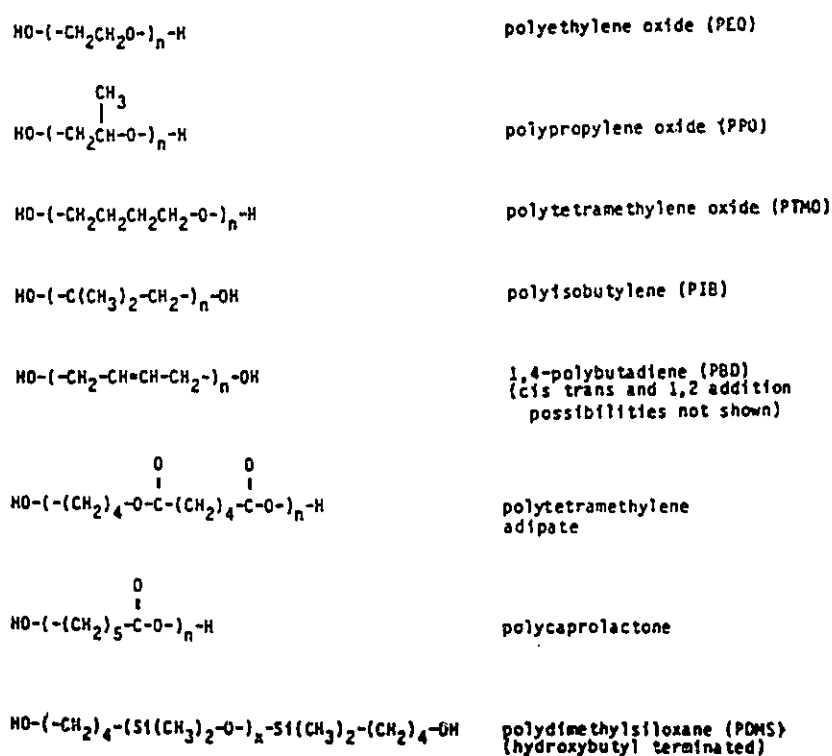 HO-(-CH2CH2O-)n-H polyethylene oxide (PEO)
CH3
HO-(-CH2CH-O-)n-H polypropylene oxide (PPO)
HO-(-CH2CH2CH2CH2-O-)n-H polytetramethylene oxide (PTMO)
HO-(-C(CH3)2-CH2-)n-OH polyisobutylene (PIB)
HO-(-CH2-CH=CH-CH2-)n-OH 1,4-polybutadiene (PBD)
(cis trans and 1,2 addition
possibilities not shown)
O O
HO-(-(CH2)4-O-C-(CH2)4-C-O-)n-H polytetramethylene
adipate
O
HO-(-(CH2)5-C-O-)n-H polycaprolactone
HO-(-CH2)4-(Si(CH3)2-O-)x-Si(CH3)2-(CH2)4-OH polydimethylsiloxane (PDMS)
(hydroxybutyl terminated)